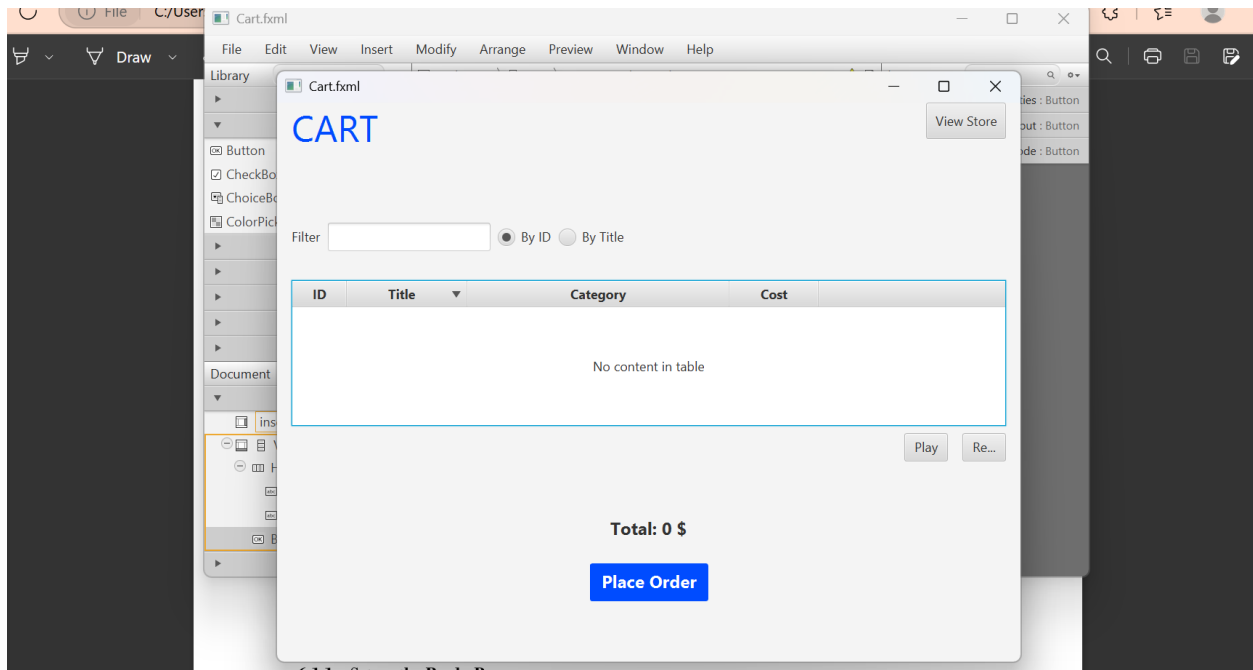 File C:/User
Cart.fxml
Draw
File Edit View Insert Modify Arrange Preview Window Help
Library
Cart.fxml
ties : Button
CART
View Store
out : Button
Button
ode : Button
CheckBo
ChoiceBo
ColorPick
Filter By ID By Title
ID Title Category Cost
No content in table
Document
ins
Play Re...
H
Total: 0 $
B
Place Order